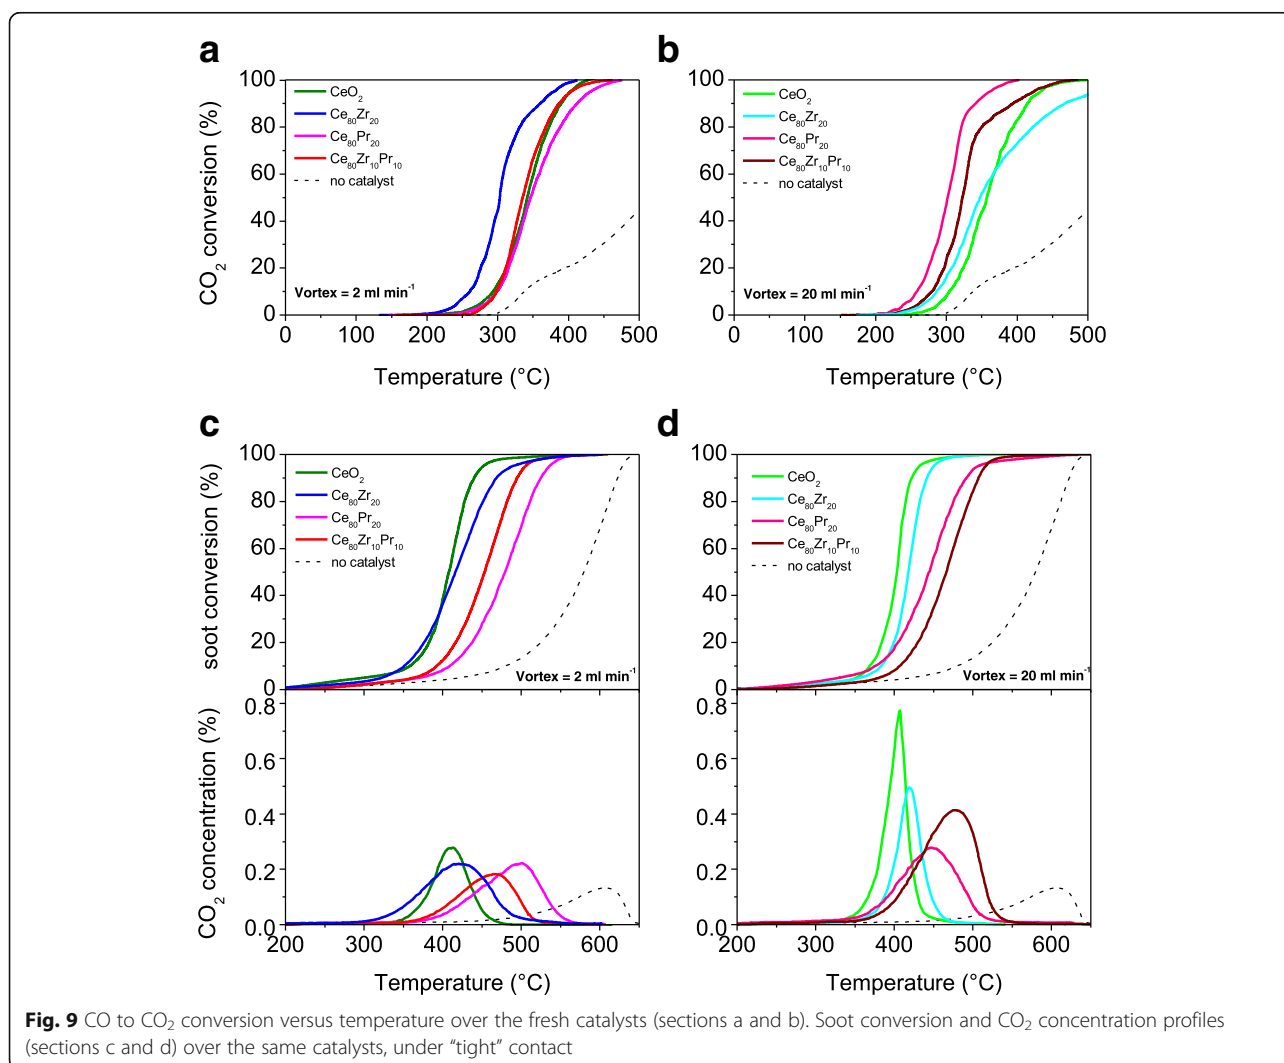 a
b
CO2 conversion (%)
100
80
60
40
20
0
CeO2
Ce80Zr20
Ce80Pr20
Ce80Zr10Pr10
no catalyst
Vortex = 2 ml min-1
0 100 200 300 400 500
Temperature (°C)
100
80
60
40
20
0
CeO2
Ce80Zr20
Ce80Pr20
Ce80Zr10Pr10
no catalyst
Vortex = 20 ml min-1
0 100 200 300 400 500
Temperature (°C)
c
d
soot conversion (%)
100
80
60
40
20
0
CeO2
Ce80Zr20
Ce80Pr20
Ce80Zr10Pr10
no catalyst
Vortex = 2 ml min-1
100
80
60
40
20
0
CeO2
Ce80Zr20
Ce80Pr20
Ce80Zr10Pr10
no catalyst
Vortex = 20 ml min-1
CO2 concentration (%)
0.8
0.6
0.4
0.2
0.0
200 300 400 500 600
Temperature (°C)
0.8
0.6
0.4
0.2
0.0
200 300 400 500 600
Temperature (°C)
Fig. 9 CO to CO2 conversion versus temperature over the fresh catalysts (sections a and b). Soot conversion and CO2 concentration profiles
(sections c and d) over the same catalysts, under “tight” contact